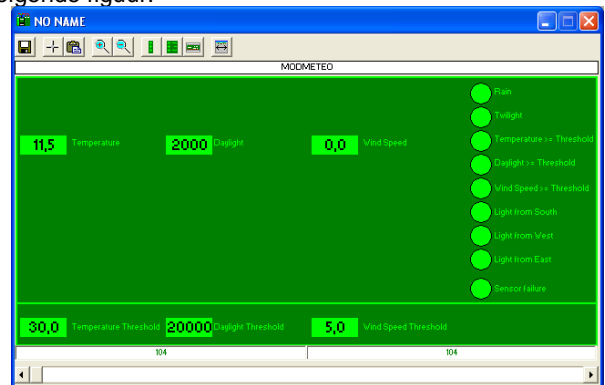 olgende figuur:
NO NAME
MODMETEO
Rain
Twilight
11,5 Temperature 2000 Daylight 0,0 Wind Speed Temperature >= Threshold
Daylight >= Threshold
Wind Speed >= Threshold
Light from South
Light from West
Light from East
Sensor failure
30,0 Temperature Threshold 20000 Daylight Threshold 5,0 Wind Speed Threshold
104 104